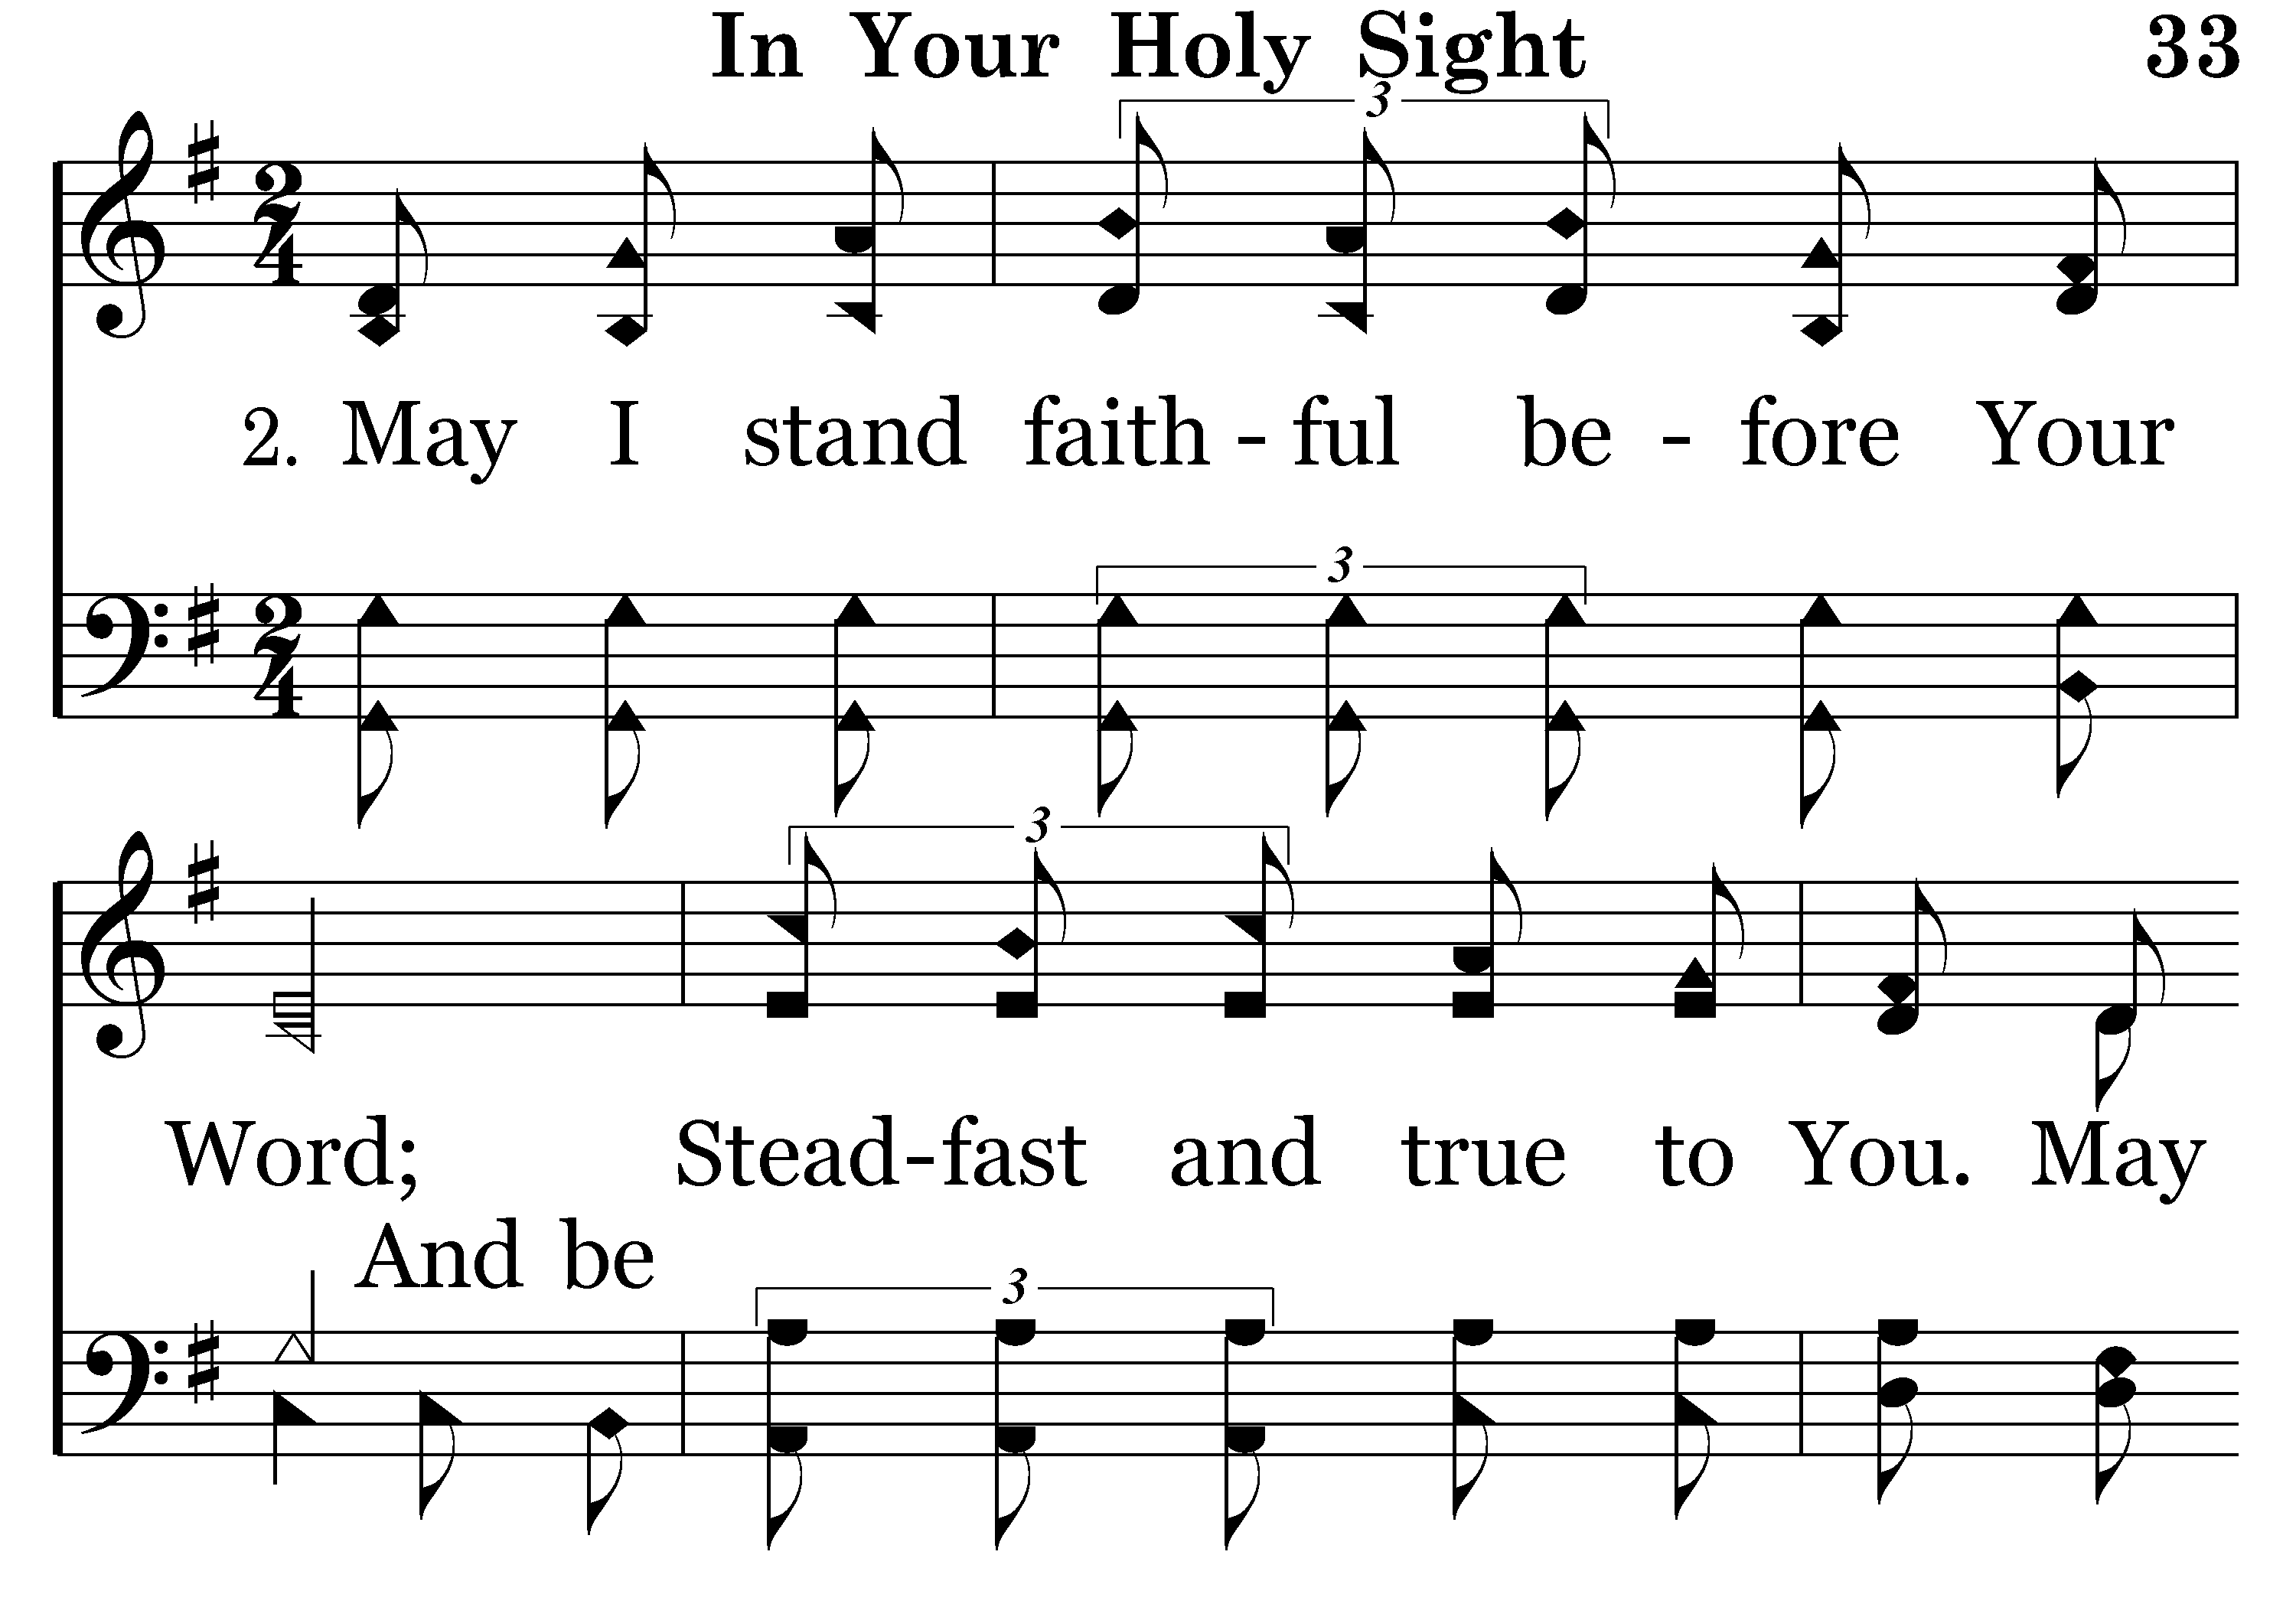 In Your Holy Sight 33
3
2. May I stand faith - ful be - fore Your
3
3
Word; Stead-fast and true to You. May
And be
3